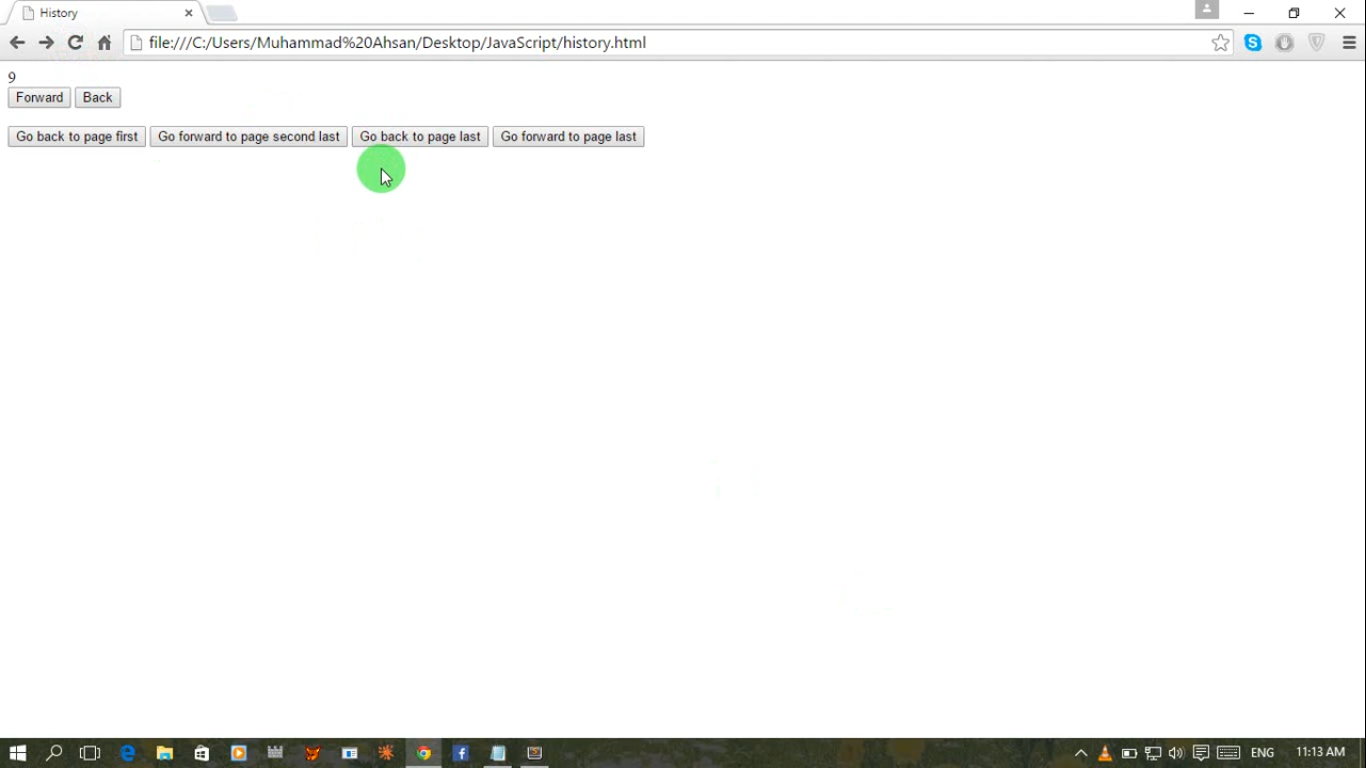 History
file:///C:/Users/Muhammad%20Ahsan/Desktop/JavaScript/history.html
9
Forward Back
Go back to page first Go forward to page second last Go back to page last Go forward to page last
ENG 11:13 AM